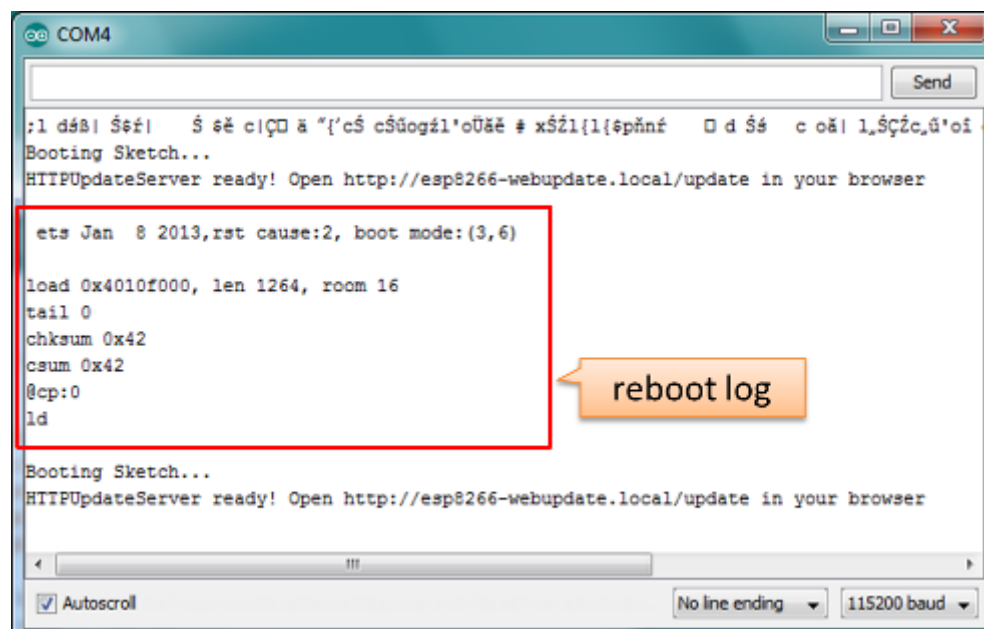 COM4
Send
Booting Sketch...
HTTPUpdateServer ready! Open http://esp8266-webupdate.local/update in your browser
ets Jan 8 2013,rst cause:2, boot mode:(3,6)
load 0x4010f000, len 1264, room 16
tail 0
chksum 0x42
csum 0x42
@cp:0
ld
reboot log
Booting Sketch...
HTTPUpdateServer ready! Open http://esp8266-webupdate.local/update in your browser
Autoscroll
No line ending
115200 baud